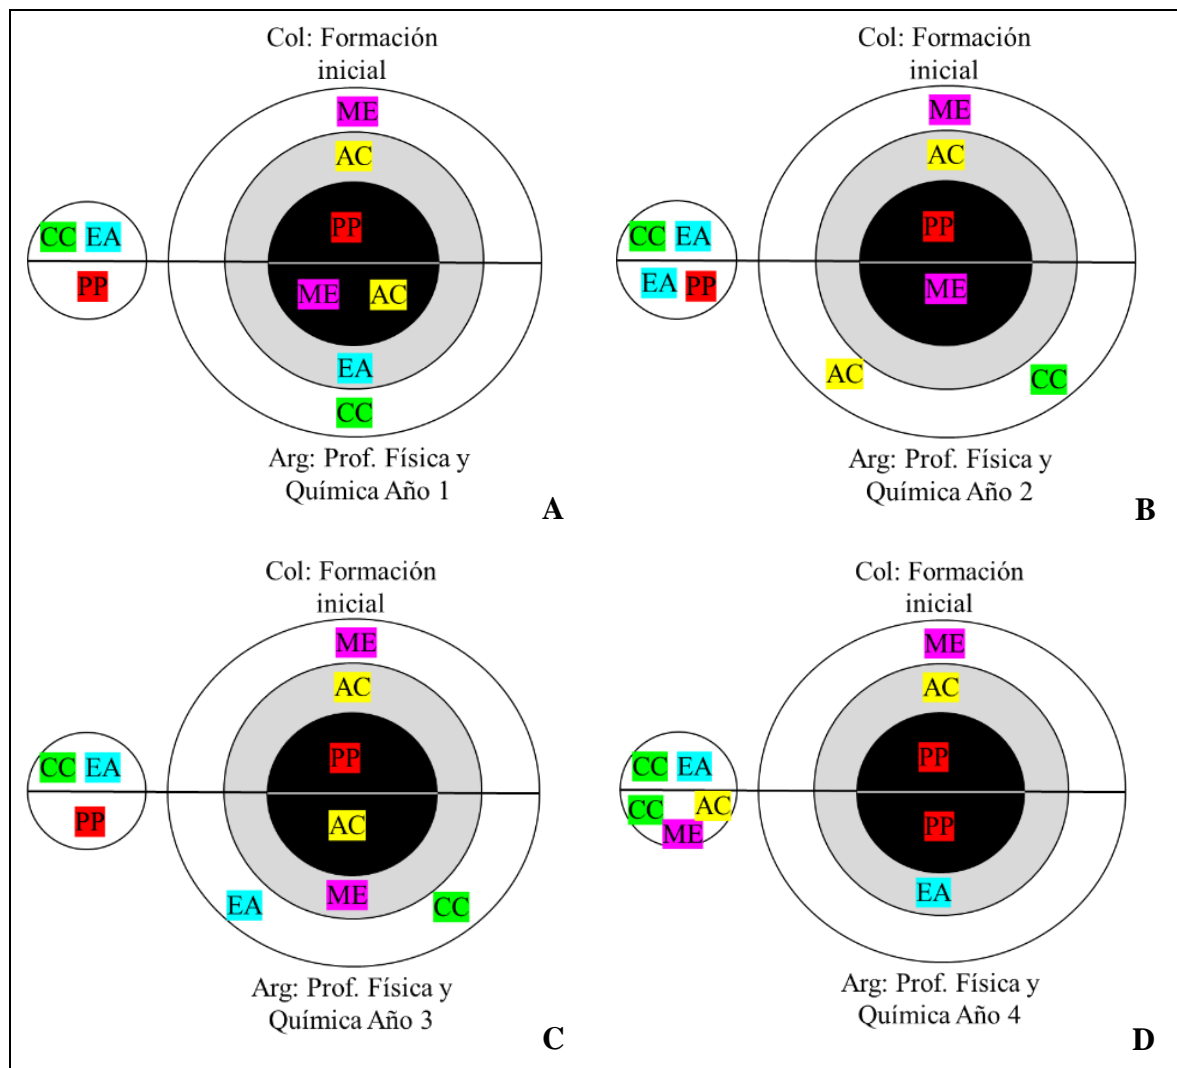 Col: Formación
inicial
ME
AC
PP
CC EA
PP
ME AC
EA
CC
Arg: Prof. Física y
Química Año 1
A
Col: Formación
inicial
ME
AC
PP
CC EA
EA PP
ME
AC
CC
Arg: Prof. Física y
Química Año 2
B
Col: Formación
inicial
ME
AC
PP
CC EA
PP
AC
ME
EA
CC
Arg: Prof. Física y
Química Año 3
C
Col: Formación
inicial
ME
AC
PP
CC EA
CC AC
ME
PP
EA
Arg: Prof. Física y
Química Año 4
D